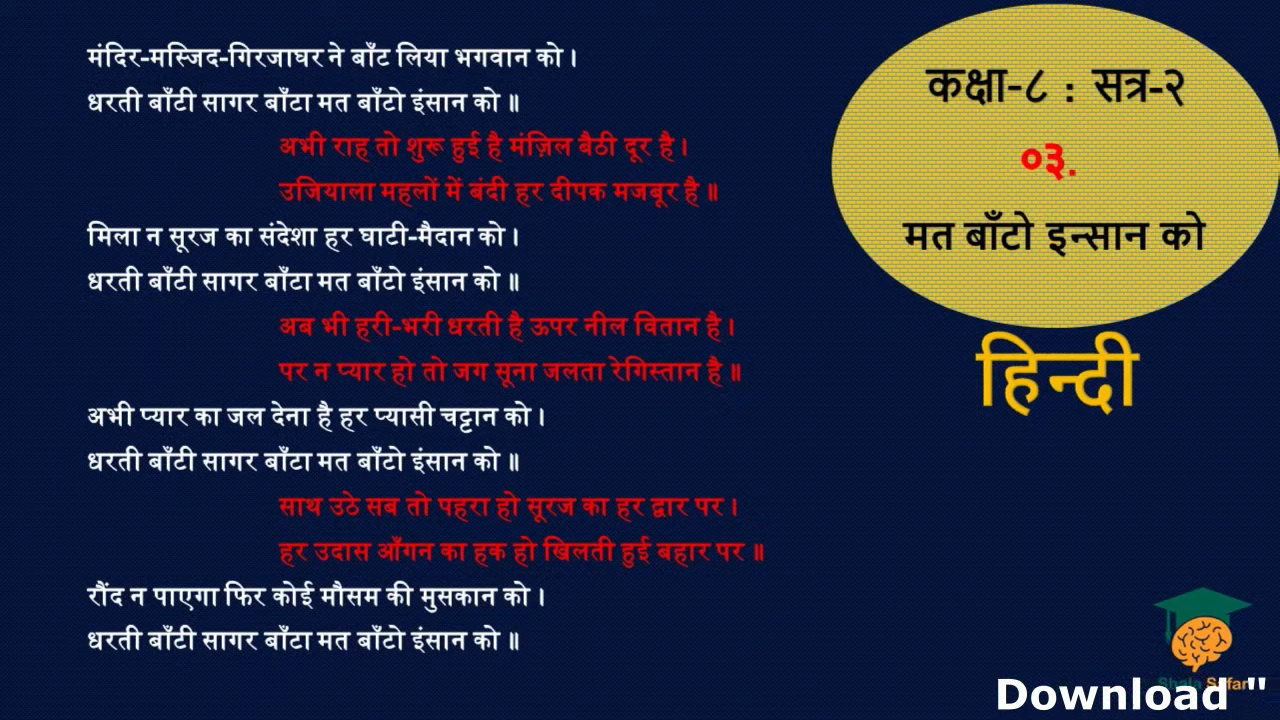 मंदिर-मस्जिद-गिरजाघर ने बाँट लिया भगवान को ।
धरती बाँटी सागर बाँटा मत बाँटो इंसान को ॥
अभी राह तो शुरू हुई है मंज़िल बैठी दूर है ।
उजियाला महलों में बंदी हर दीपक मजबूर है ॥
मिला न सूरज का संदेशा हर घाटी-मैदान को ।
धरती बाँटी सागर बाँटा मत बाँटो इंसान को ॥
अब भी हरी-भरी धरती है ऊपर नील वितान है ।
पर न प्यार हो तो जग सूना जलता रेगिस्तान है ॥
अभी प्यार का जल देना है हर प्यासी चट्टान को ।
धरती बाँटी सागर बाँटा मत बाँटो इंसान को ॥
साथ उठे सब तो पहरा हो सूरज का हर द्वार पर ।
हर उदास आँगन का हक हो खिलती हुई बहार पर ॥
रौंद न पाएगा फिर कोई मौसम की मुसकान को ।
धरती बाँटी सागर बाँटा मत बाँटो इंसान को ॥
कक्षा-८ : सत्र-२
०३.
मत बाँटो इन्सान को
हिन्दी
Shala Safar
Download "